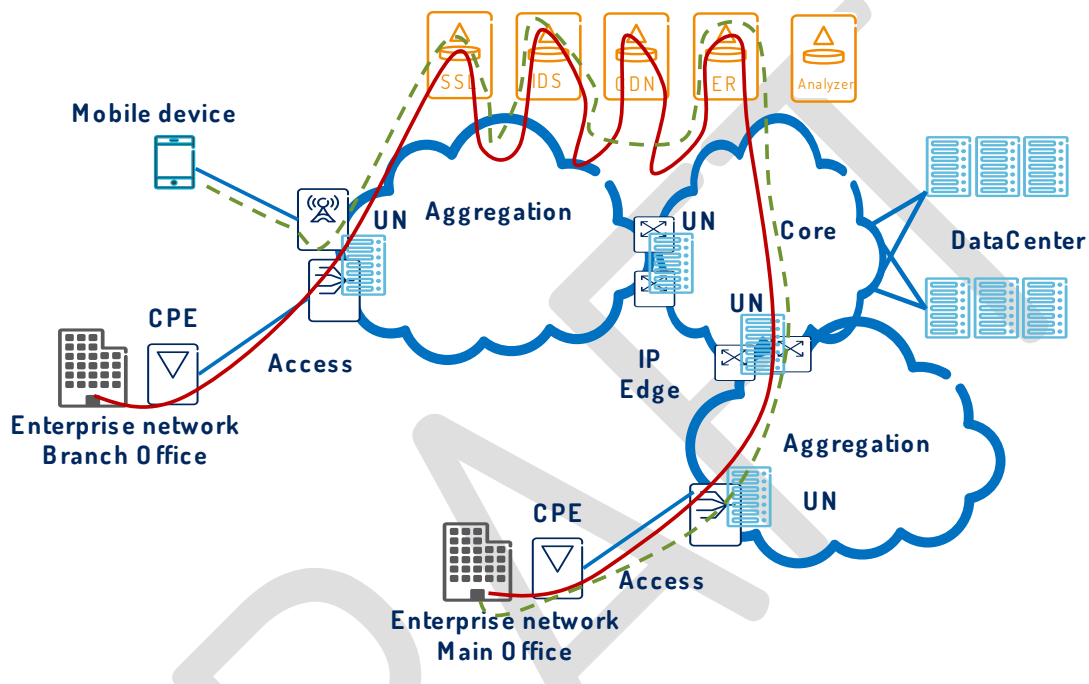 SSL
IDS
CDN
ER
Analyzer
Mobile device
UN
Aggregation
UN
Core
DataCenter
CPE
UN
Access
IP
Edge
Enterprise network
Branch Office
Aggregation
UN
CPE
Access
Enterprise network
Main Office
DRAFT